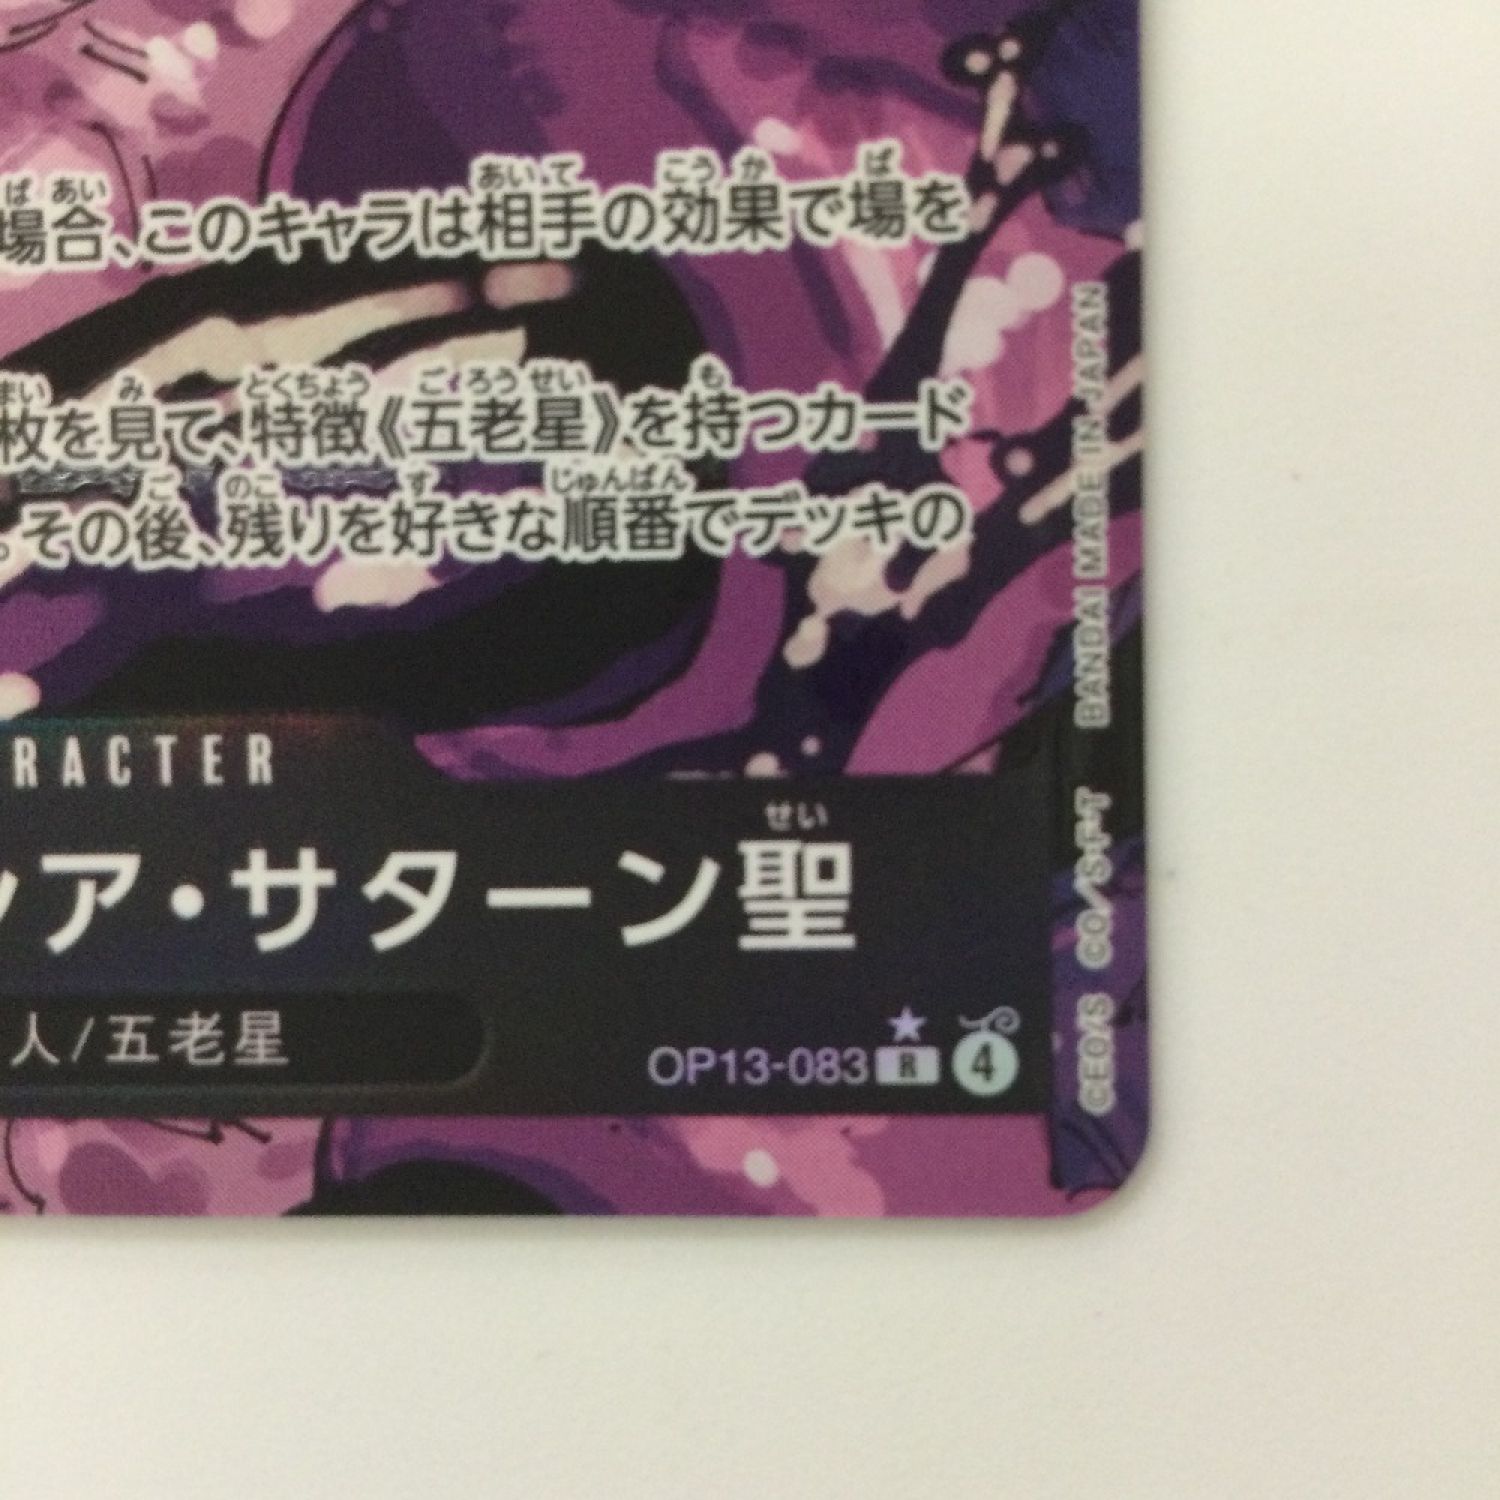 場合、このキャラは相手の効果で場を
枚を見て、特徴《五老星》を持つカード
。その後、残りを好きな順番でデッキの
RACTER
シア・サターン聖
人/五老星
OP13-083 R 4
©EO/S ©O/S・F・T BANDAI MADE IN JAPAN